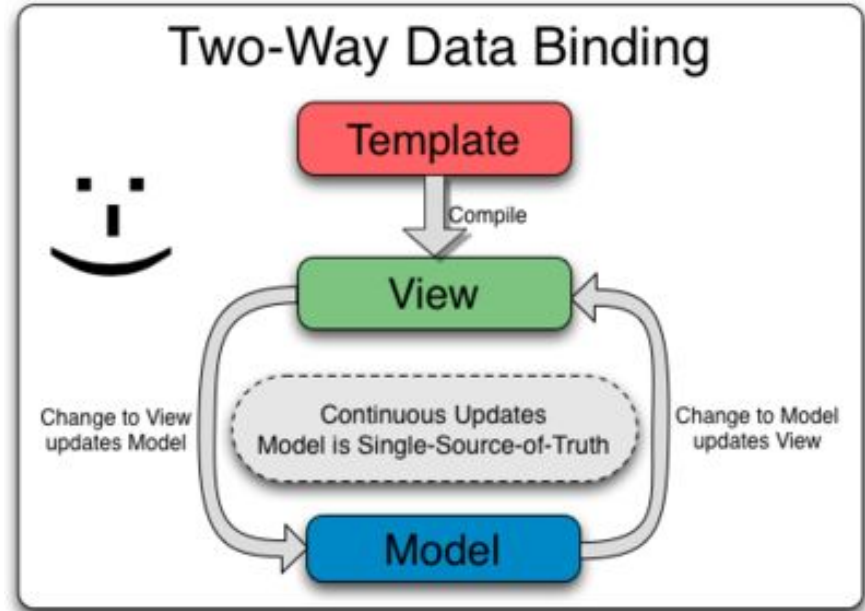 Two-Way Data Binding
Template
Compile
View
Change to View
updates Model
Continuous Updates
Model is Single-Source-of-Truth
Change to Model
updates View
Model